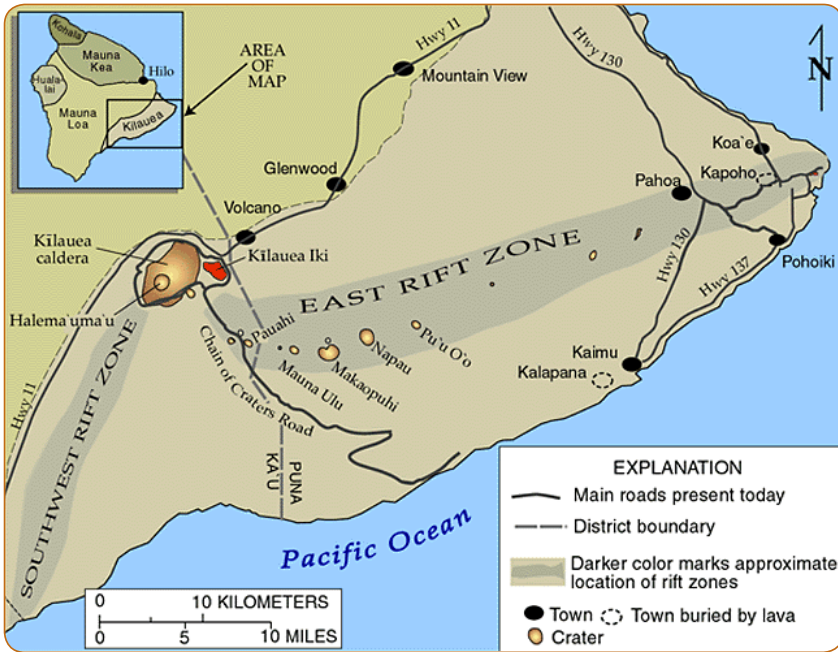 Kohala
Mauna
Kea
Hilo
Huala-
lai
Mauna
Loa
Kilauea
AREA
OF
MAP
Hwy 11
Mountain View
Hwy 130
N
Koa`e
Kapoho
Glenwood
Pahoa
Volcano
Kīlauea
caldera
Kīlauea Iki
EAST RIFT ZONE
Hwy 130
Pohoiki
Hwy 137
Halema`uma`u
Pauahi
Pu`u O`o
Napau
Makaopuhi
Mauna Ulu
Kaimu
Kalapana
Chain of Craters Road
Hwy 11
SOUTHWEST RIFT ZONE
PUNA
KA`U
Pacific Ocean
EXPLANATION
Main roads present today
District boundary
Darker color marks approximate
location of rift zones
Town
Town buried by lava
Crater
0 10 KILOMETERS
0 5 10 MILES